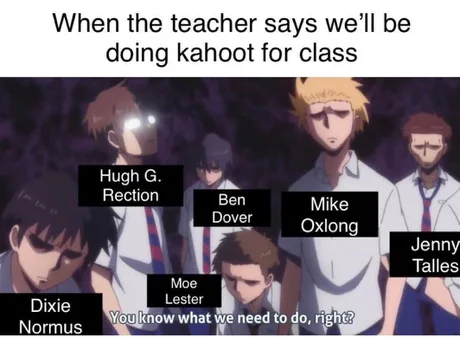 When the teacher says we’ll be
doing kahoot for class
Hugh G.
Rection
Ben
Dover
Mike
Oxlong
Jenny
Talles
Moe
Lester
Dixie
Normus
You know what we need to do, right?